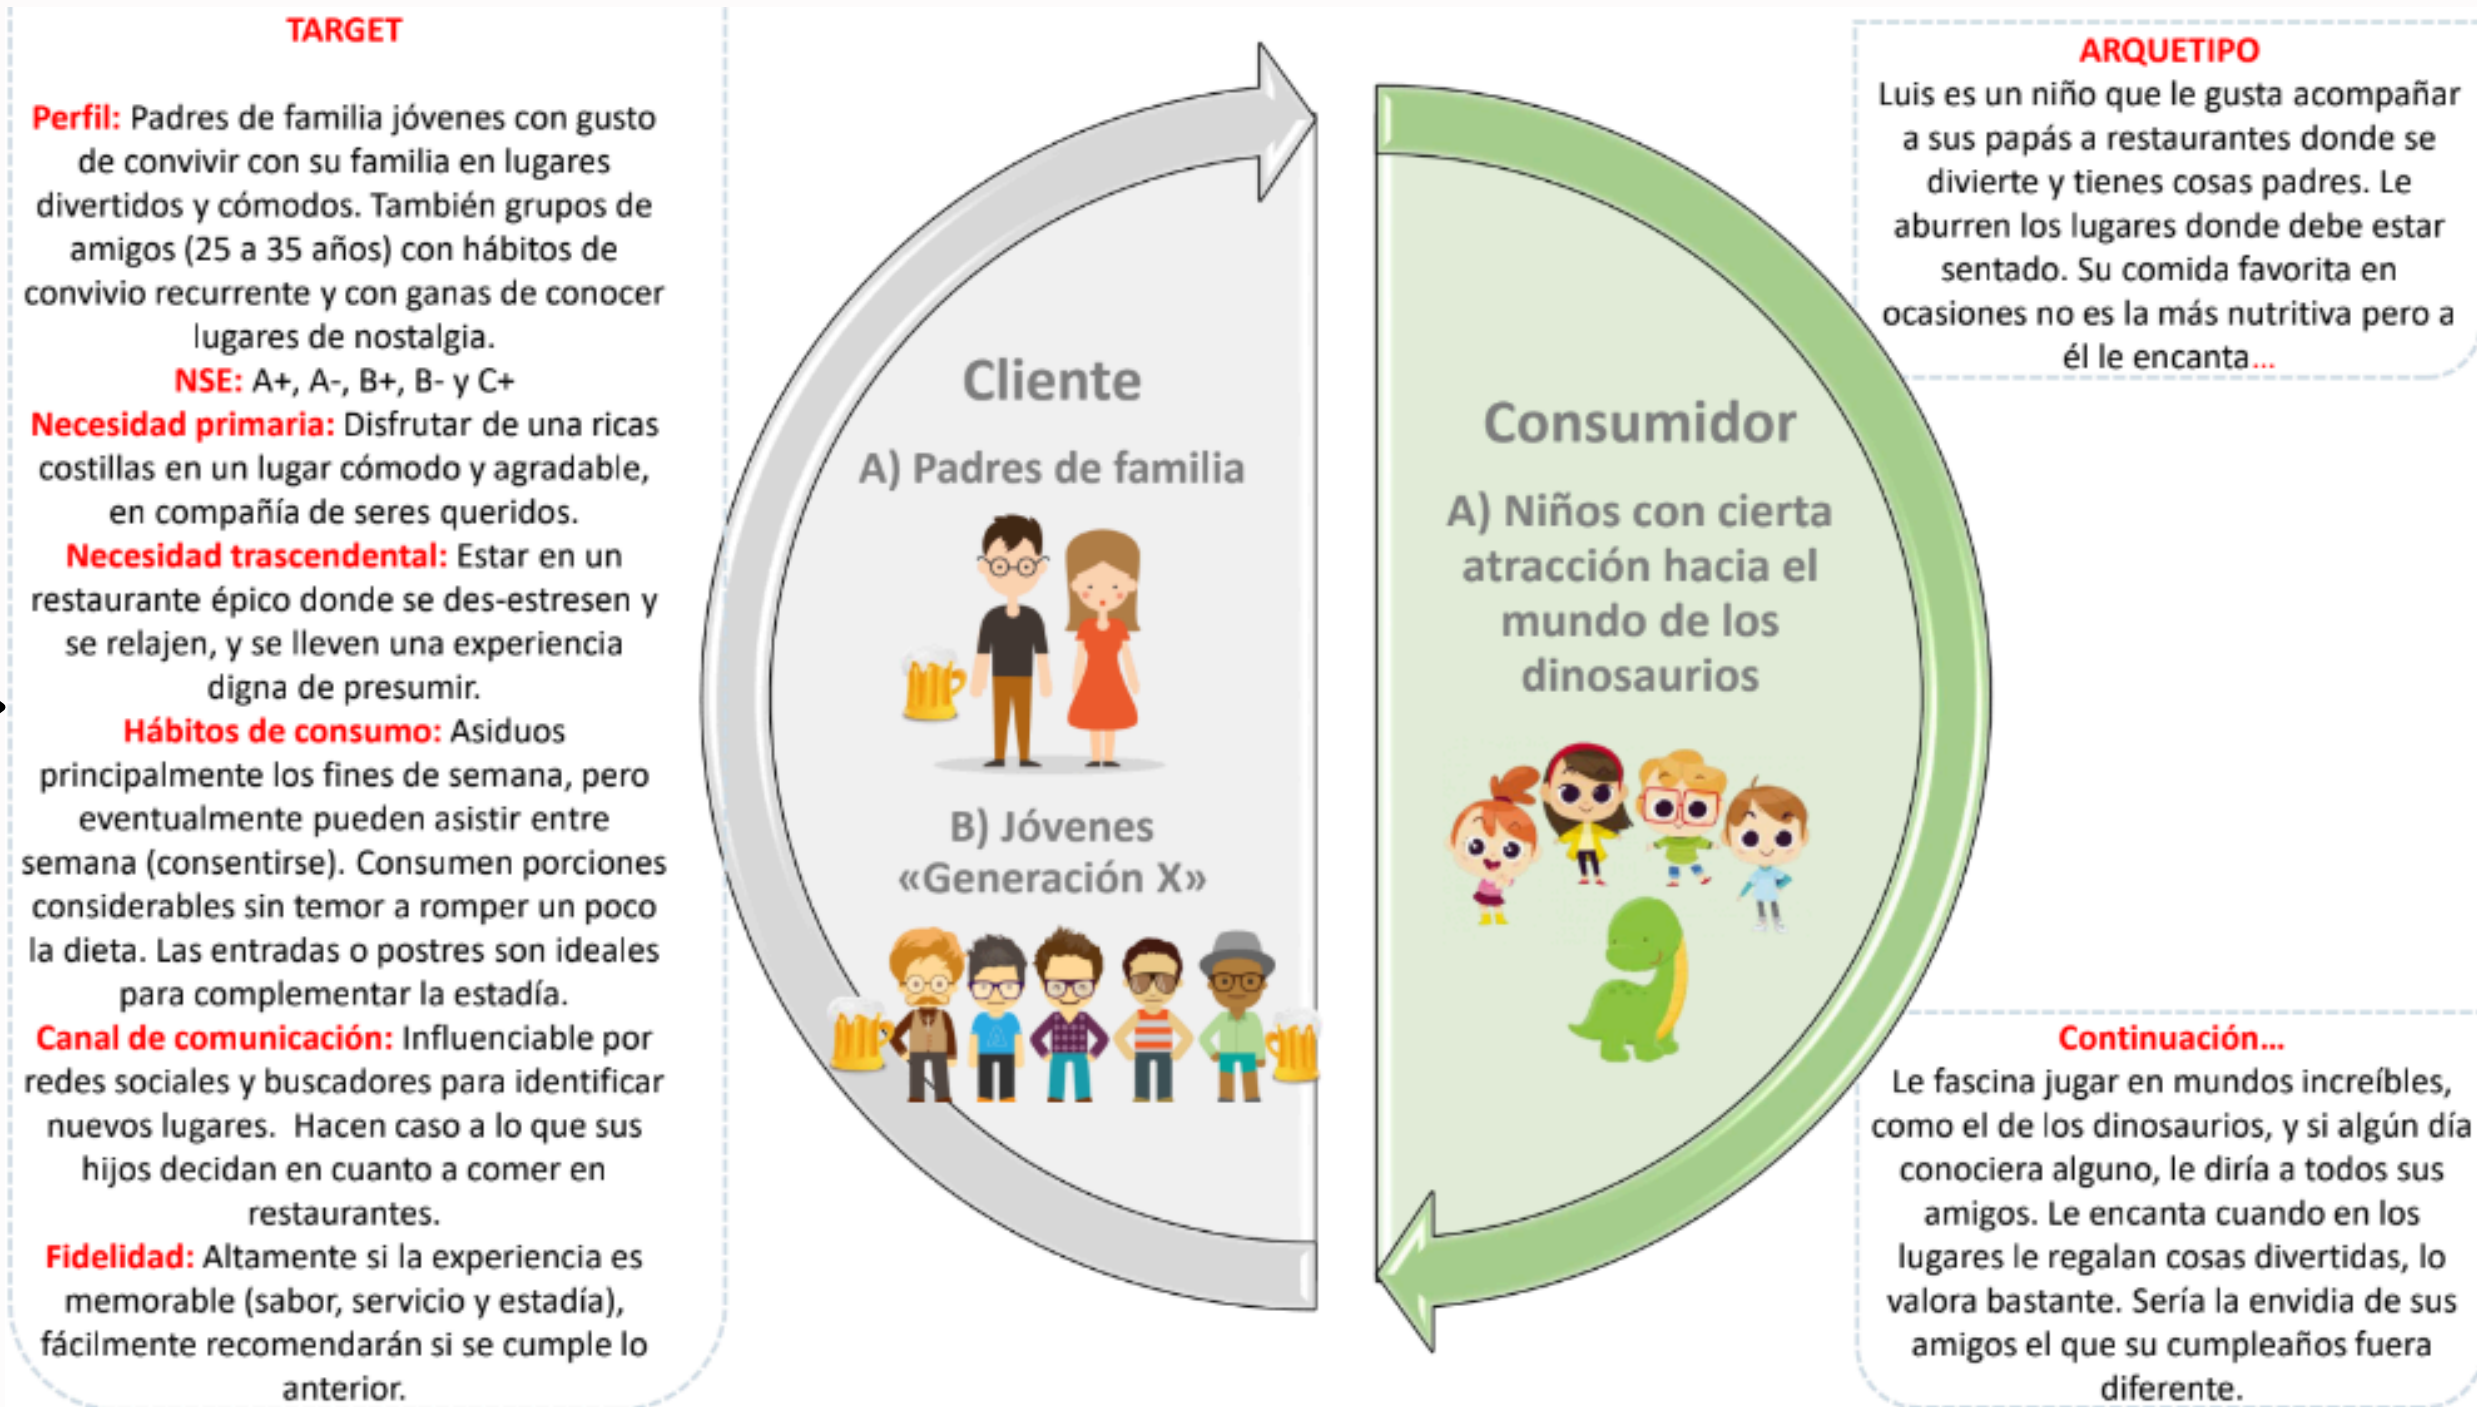 TARGET
Perfil: Padres de familia jóvenes con gusto
de convivir con su familia en lugares
divertidos y cómodos. También grupos de
amigos (25 a 35 años) con hábitos de
convivio recurrente y con ganas de conocer
lugares de nostalgia.
NSE: A+, A-, B+, B- y C+
Necesidad primaria: Disfrutar de una ricas
costillas en un lugar cómodo y agradable,
en compañía de seres queridos.
Necesidad trascendental: Estar en un
restaurante épico donde se des-estresen y
se relajen, y se lleven una experiencia
digna de presumir.
Hábitos de consumo: Asiduos
principalmente los fines de semana, pero
eventualmente pueden asistir entre
semana (consentirse). Consumen porciones
considerables sin temor a romper un poco
la dieta. Las entradas o postres son ideales
para complementar la estadía.
Canal de comunicación: Influenciable por
redes sociales y buscadores para identificar
nuevos lugares. Hacen caso a lo que sus
hijos decidan en cuanto a comer en
restaurantes.
Fidelidad: Altamente si la experiencia es
memorable (sabor, servicio y estadía),
fácilmente recomendarán si se cumple lo
anterior.
Cliente
A) Padres de familia
B) Jóvenes
«Generación X»
Consumidor
A) Niños con cierta
atracción hacia el
mundo de los
dinosaurios
ARQUETIPO
Luis es un niño que le gusta acompañar
a sus papás a restaurantes donde se
divierte y tienes cosas padres. Le
aburren los lugares donde debe estar
sentado. Su comida favorita en
ocasiones no es la más nutritiva pero a
él le encanta...
Continuación...
Le fascina jugar en mundos increíbles,
como el de los dinosaurios, y si algún día
conociera alguno, le diría a todos sus
amigos. Le encanta cuando en los
lugares le regalan cosas divertidas, lo
valora bastante. Sería la envidia de sus
amigos el que su cumpleaños fuera
diferente.